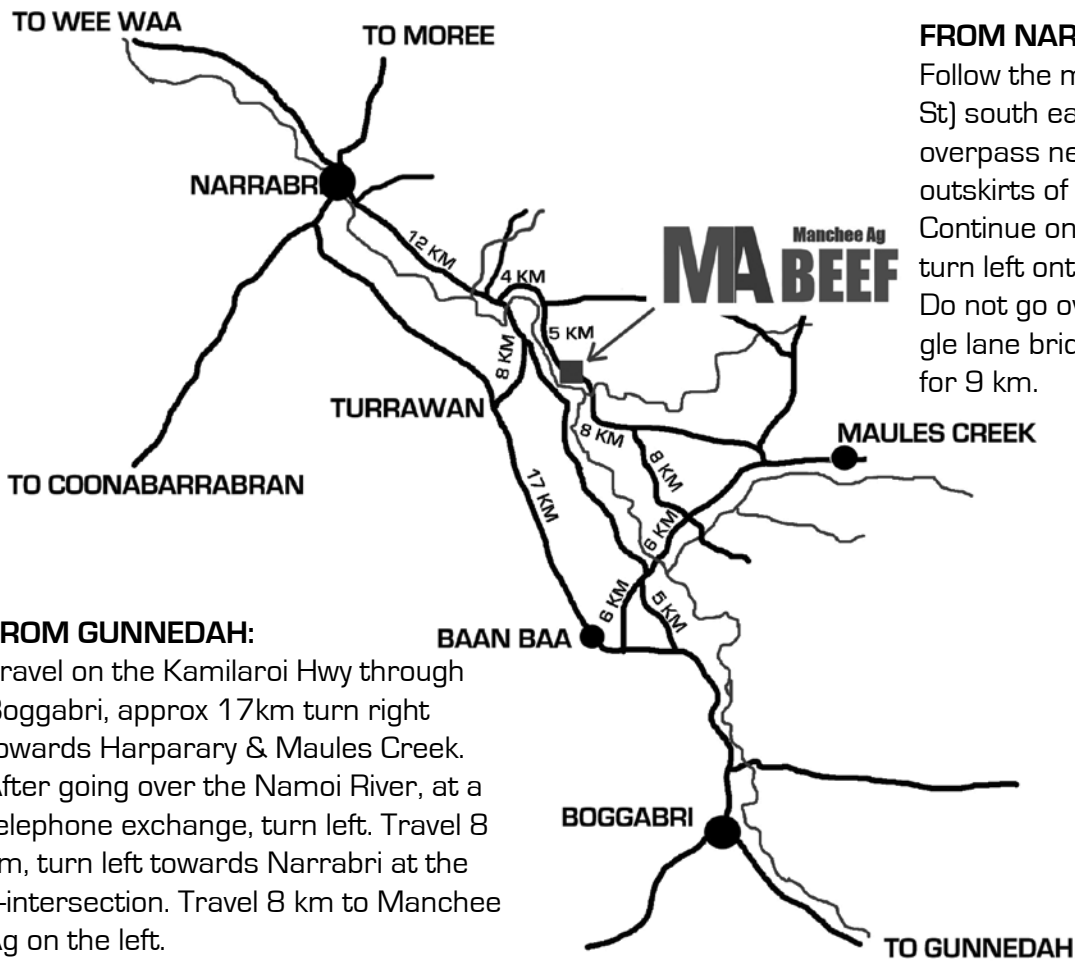 TO WEE WAA
TO MOREE
NARRABRI
12 KM
4 KM
5 KM
8 KM
MA Manchee Ag
BEEF
TURRAWAN
8 KM
8 KM
MAULES CREEK
TO COONABARRABRAN
17 KM
6 KM
6 KM
5 KM
BAAN BAA
BOGGABRI
TO GUNNEDAH
FROM NAR
Follow the m
St) south ea
overpass ne
outskirts of
Continue on
turn left ont
Do not go ov
gle lane brid
for 9 km.
ROM GUNNEDAH:
ravel on the Kamilaroi Hwy through
Boggabri, approx 17km turn right
owards Harparary & Maules Creek.
After going over the Namoi River, at a
elephone exchange, turn left. Travel 8
m, turn left towards Narrabri at the
-intersection. Travel 8 km to Manchee
Ag on the left.